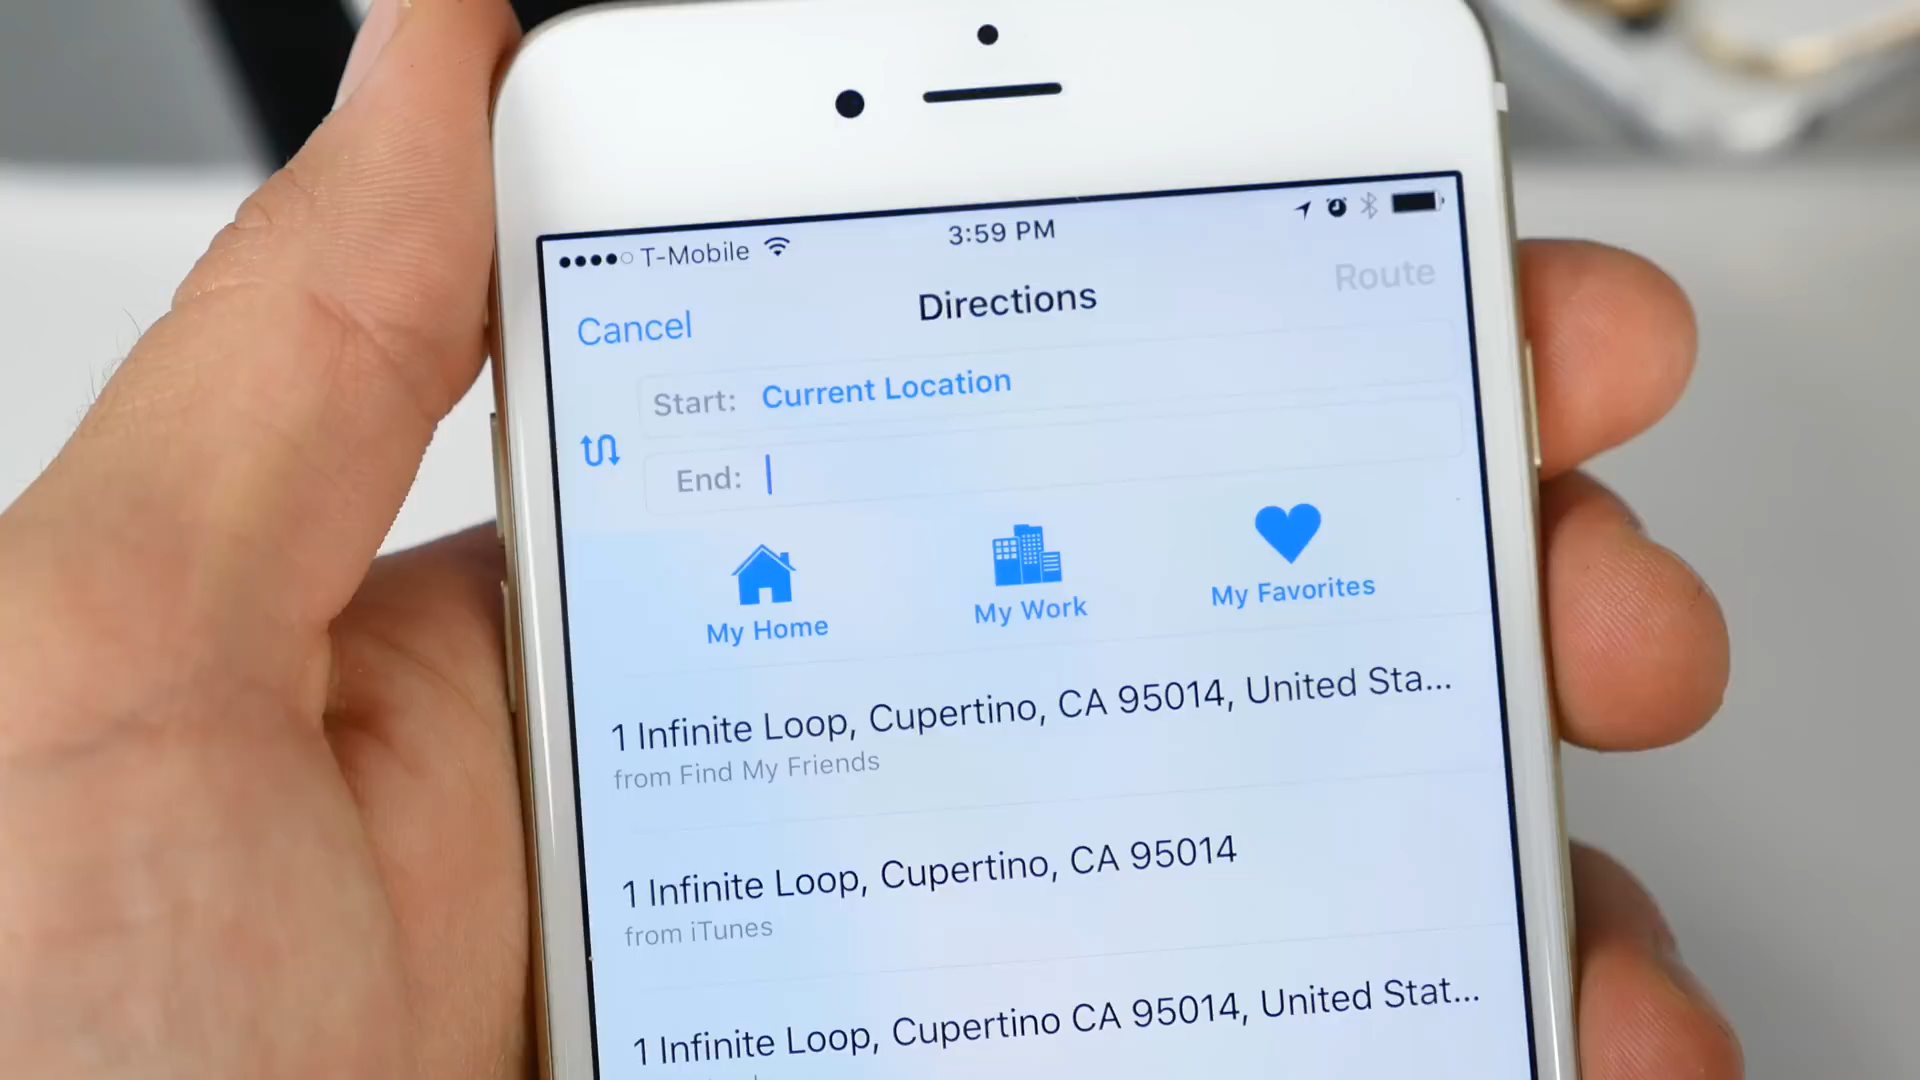 T-Mobile 3:59 PM
Cancel Directions Route
Start: Current Location
End:
My Home My Work My Favorites
1 Infinite Loop, Cupertino, CA 95014, United Sta...
from Find My Friends
1 Infinite Loop, Cupertino, CA 95014
from iTunes
1 Infinite Loop, Cupertino CA 95014, United Stat...